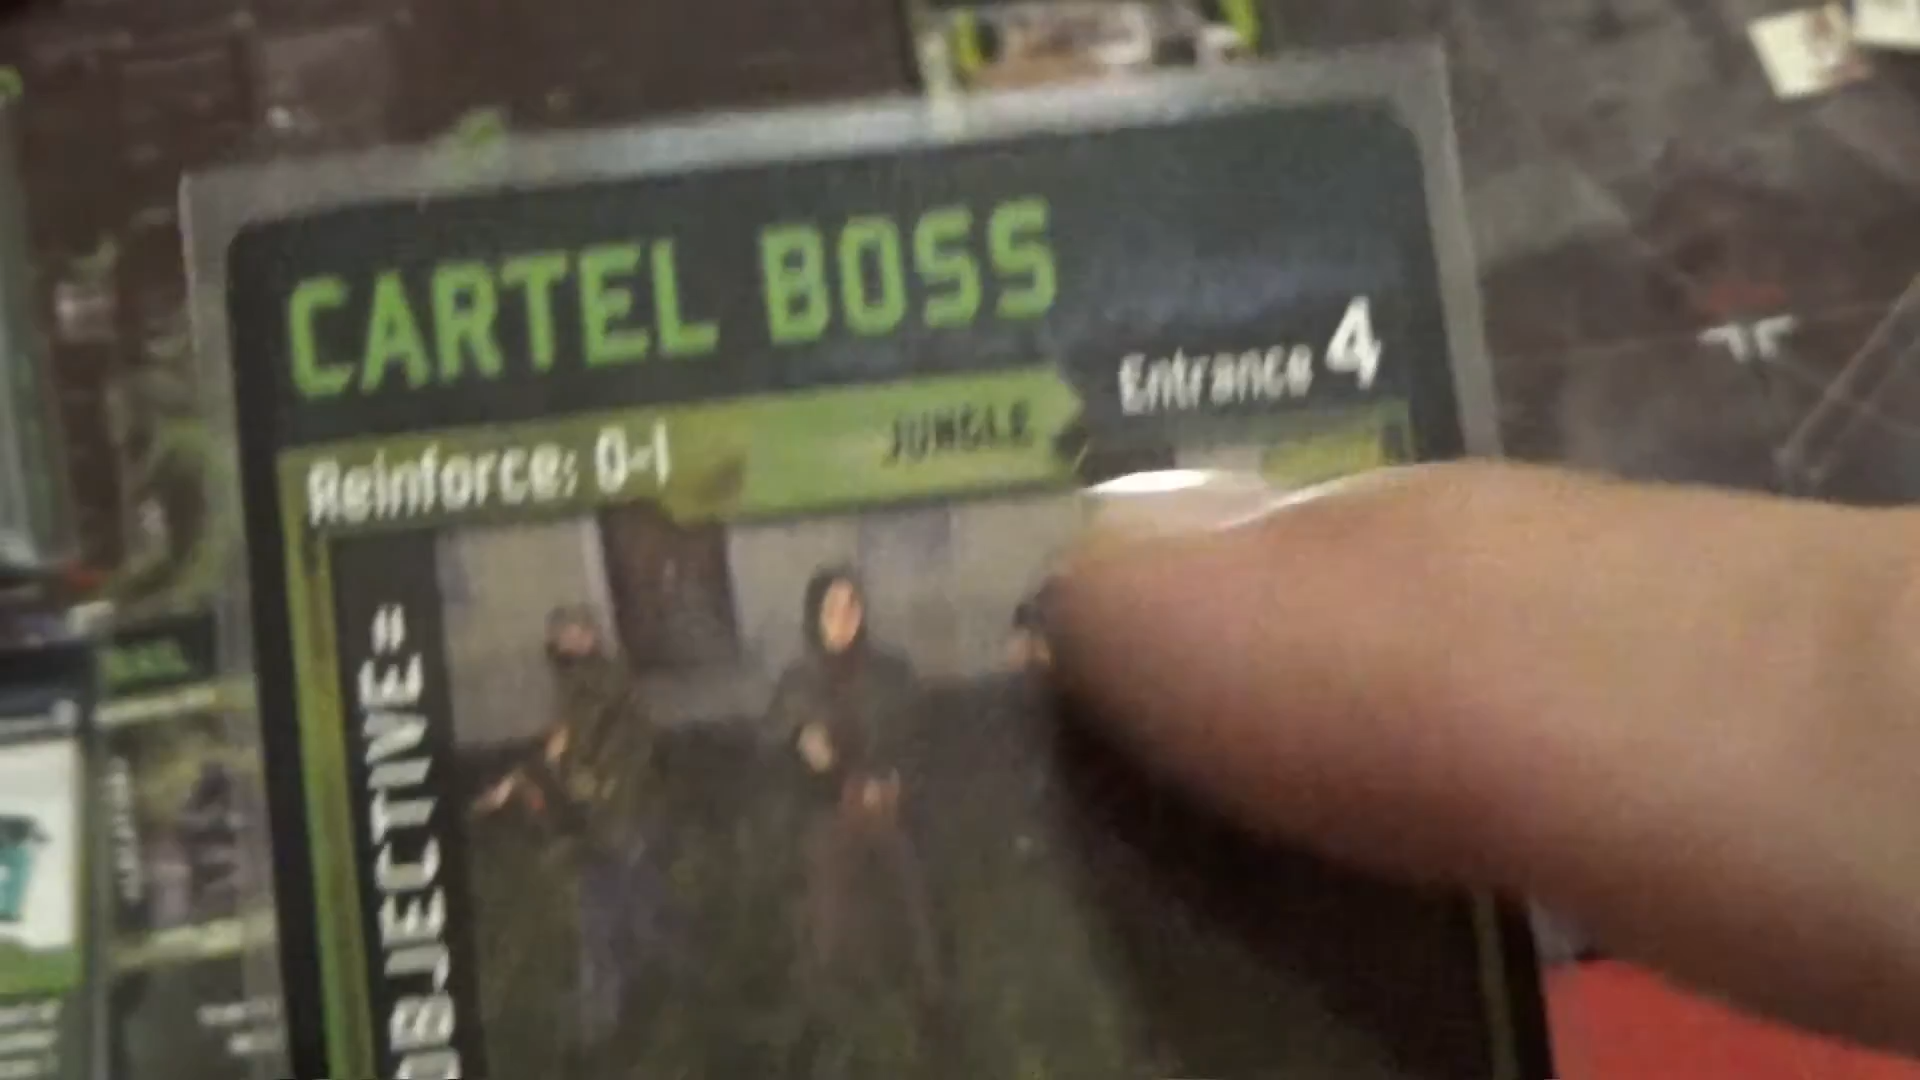 CARTEL BOSS
Entrance 4
Reinforce: 0-1
JUNGLE
OBJECTIVE=